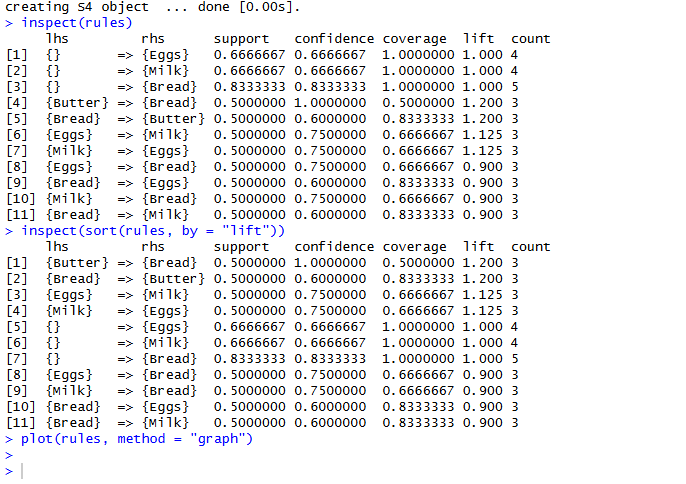 creating S4 object  ... done [0.00s].
> inspect(rules)
     lhs         rhs      support   confidence coverage  lift  count
[1]  {}       => {Eggs}   0.6666667 0.6666667  1.0000000 1.000 4
[2]  {}       => {Milk}   0.6666667 0.6666667  1.0000000 1.000 4
[3]  {}       => {Bread}  0.8333333 0.8333333  1.0000000 1.000 5
[4]  {Butter} => {Bread}  0.5000000 1.0000000  0.5000000 1.200 3
[5]  {Bread}  => {Butter} 0.5000000 0.6000000  0.8333333 1.200 3
[6]  {Eggs}   => {Milk}   0.5000000 0.7500000  0.6666667 1.125 3
[7]  {Milk}   => {Eggs}   0.5000000 0.7500000  0.6666667 1.125 3
[8]  {Eggs}   => {Bread}  0.5000000 0.7500000  0.6666667 0.900 3
[9]  {Bread}  => {Eggs}   0.5000000 0.6000000  0.8333333 0.900 3
[10] {Milk}   => {Bread}  0.5000000 0.7500000  0.6666667 0.900 3
[11] {Bread}  => {Milk}   0.5000000 0.6000000  0.8333333 0.900 3
> inspect(sort(rules, by = "lift"))
     lhs         rhs      support   confidence coverage  lift  count
[1]  {Butter} => {Bread}  0.5000000 1.0000000  0.5000000 1.200 3
[2]  {Bread}  => {Butter} 0.5000000 0.6000000  0.8333333 1.200 3
[3]  {Eggs}   => {Milk}   0.5000000 0.7500000  0.6666667 1.125 3
[4]  {Milk}   => {Eggs}   0.5000000 0.7500000  0.6666667 1.125 3
[5]  {}       => {Eggs}   0.6666667 0.6666667  1.0000000 1.000 4
[6]  {}       => {Milk}   0.6666667 0.6666667  1.0000000 1.000 4
[7]  {}       => {Bread}  0.8333333 0.8333333  1.0000000 1.000 5
[8]  {Eggs}   => {Bread}  0.5000000 0.7500000  0.6666667 0.900 3
[9]  {Milk}   => {Bread}  0.5000000 0.7500000  0.6666667 0.900 3
[10] {Bread}  => {Eggs}   0.5000000 0.6000000  0.8333333 0.900 3
[11] {Bread}  => {Milk}   0.5000000 0.6000000  0.8333333 0.900 3
> plot(rules, method = "graph")
>
>